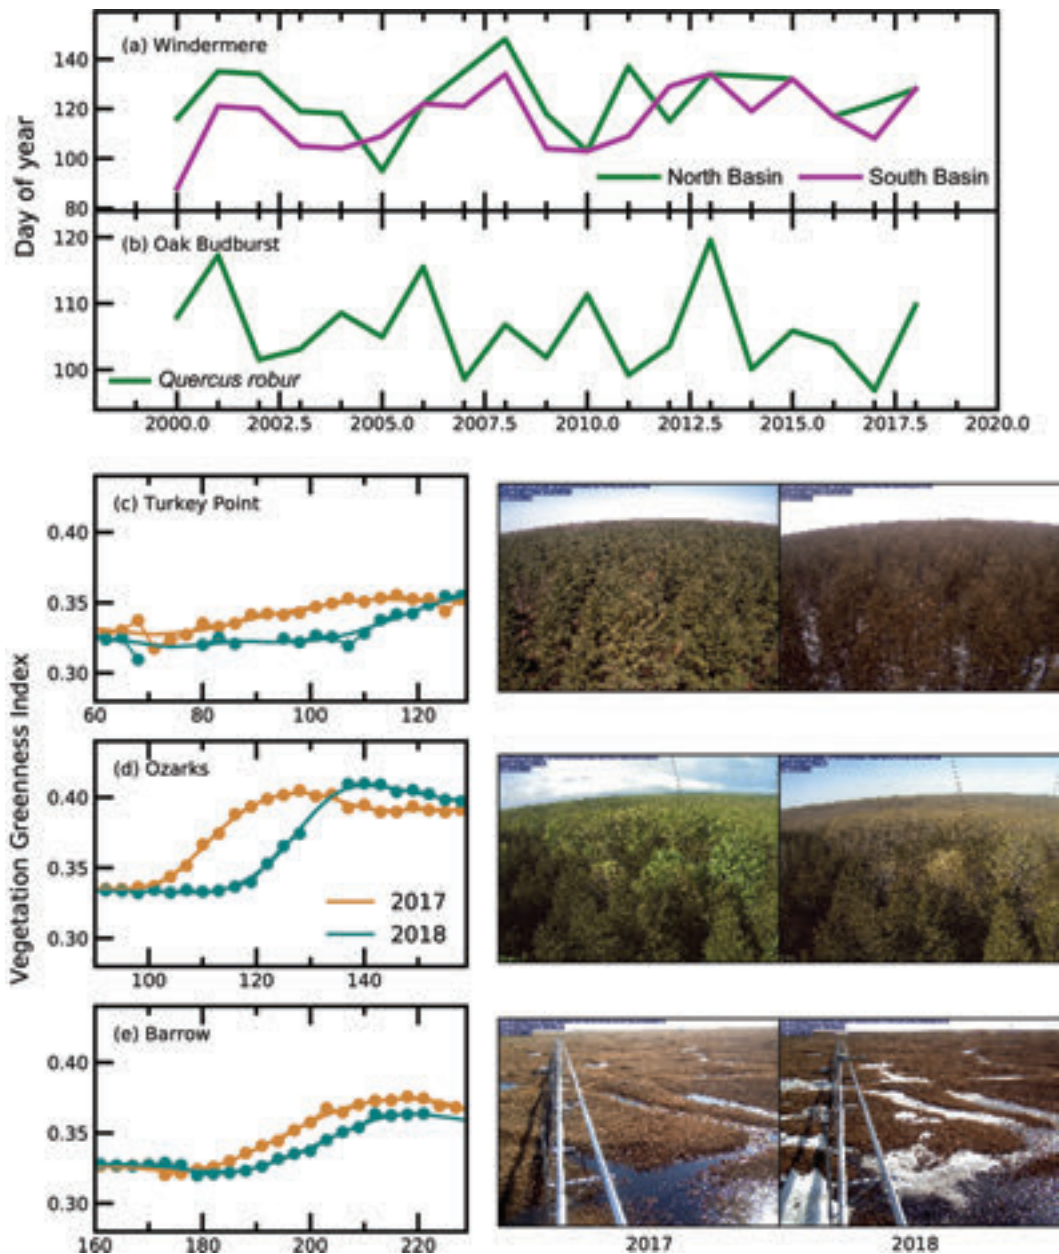 (a) Windermere
140
120
100
80
Day of year
North Basin
South Basin
(b) Oak Budburst
120
110
100
Quercus robur
2000.0 2002.5 2005.0 2007.5 2010.0 2012.5 2015.0 2017.5 2020.0
Vegetation Greenness Index
(c) Turkey Point
0.40
0.35
0.30
60 80 100 120
(d) Ozarks
0.40
0.35
0.30
2017
2018
100 120 140
(e) Barrow
0.40
0.35
0.30
160 180 200 220
2017 2018